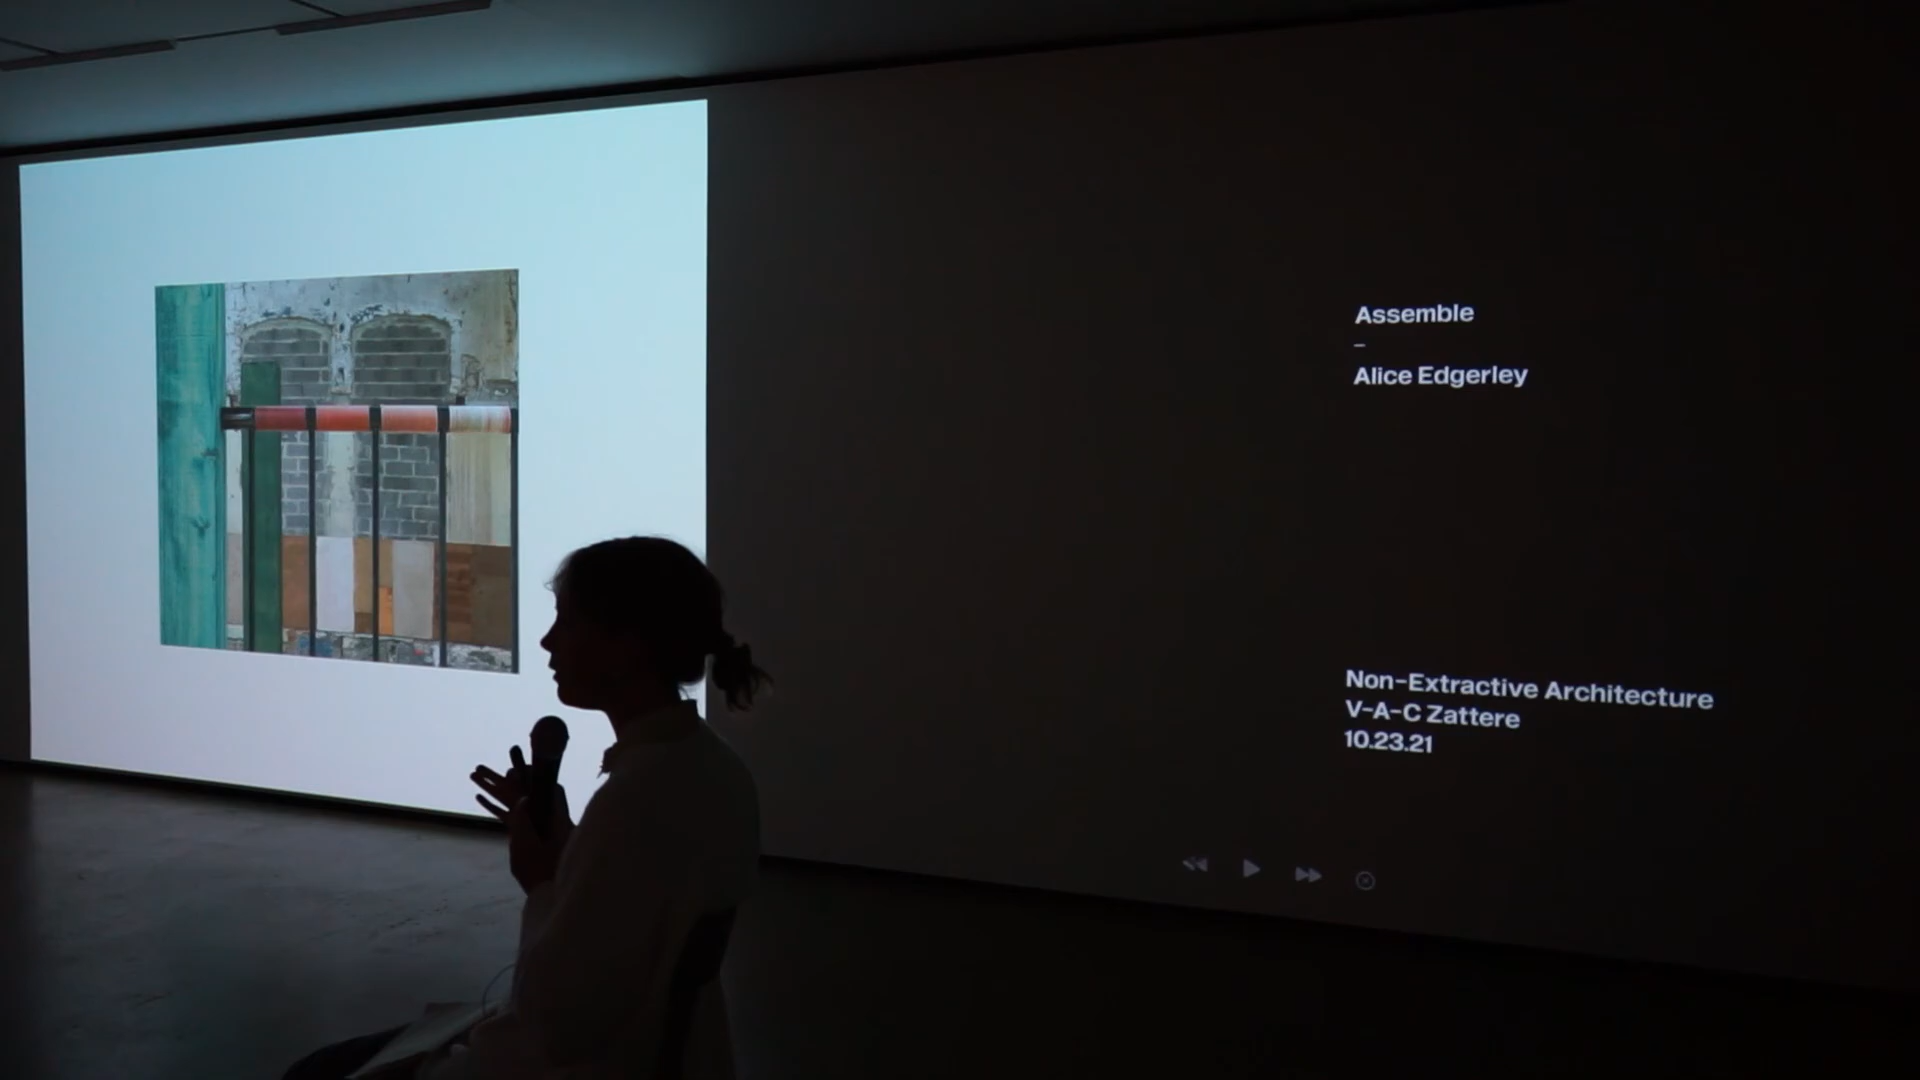 Assemble
–
Alice Edgerley
Non-Extractive Architecture
V-A-C Zattere
10.23.21